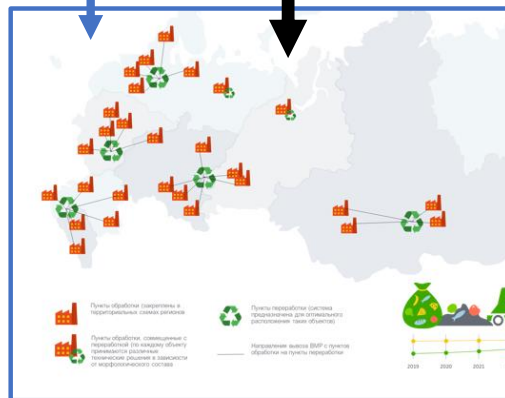 Пункты обработки (закреплены в
территориальных схемах регионов
Пункты переработки (система
предназначена для оптимального
расположения таких объектов)
Пункты обработки, совмещенные с
переработкой (по каждому объекту
принимаются различные
технические решения в зависимости
от морфологического состава)
Направления вывоза ВМР с пунктов
обработки на пункты переработки
2019 2020 2021